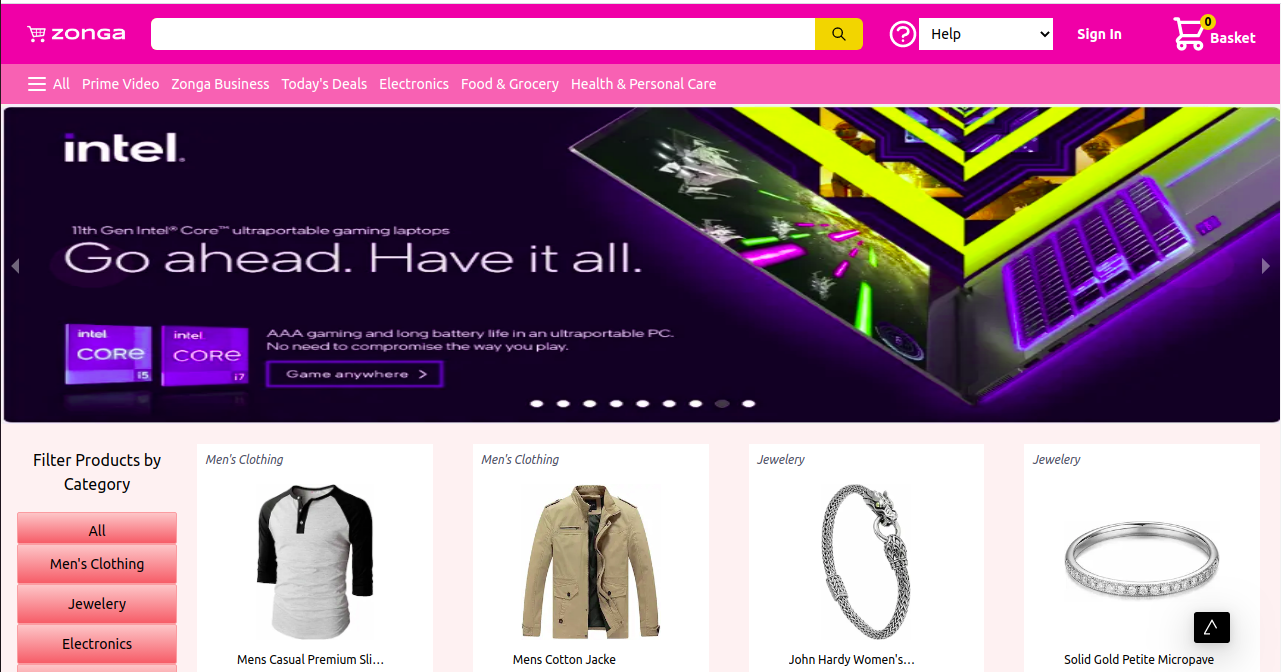 zonga
Help
0
Sign In
Basket
All Prime Video Zonga Business Today's Deals Electronics Food & Grocery Health & Personal Care
intel.
11th Gen Intel® Core™ ultraportable gaming laptops
Go ahead. Have it all.
intel
CORE
i5
intel
CORE
i7
AAA gaming and long battery life in an ultraportable PC.
No need to compromise the way you play.
Game anywhere >
Filter Products by
Category
All
Men's Clothing
Jewelery
Electronics
Men's Clothing
Mens Casual Premium Sli...
Men's Clothing
Mens Cotton Jacke
Jewelery
John Hardy Women's...
Jewelery
Solid Gold Petite Micropave